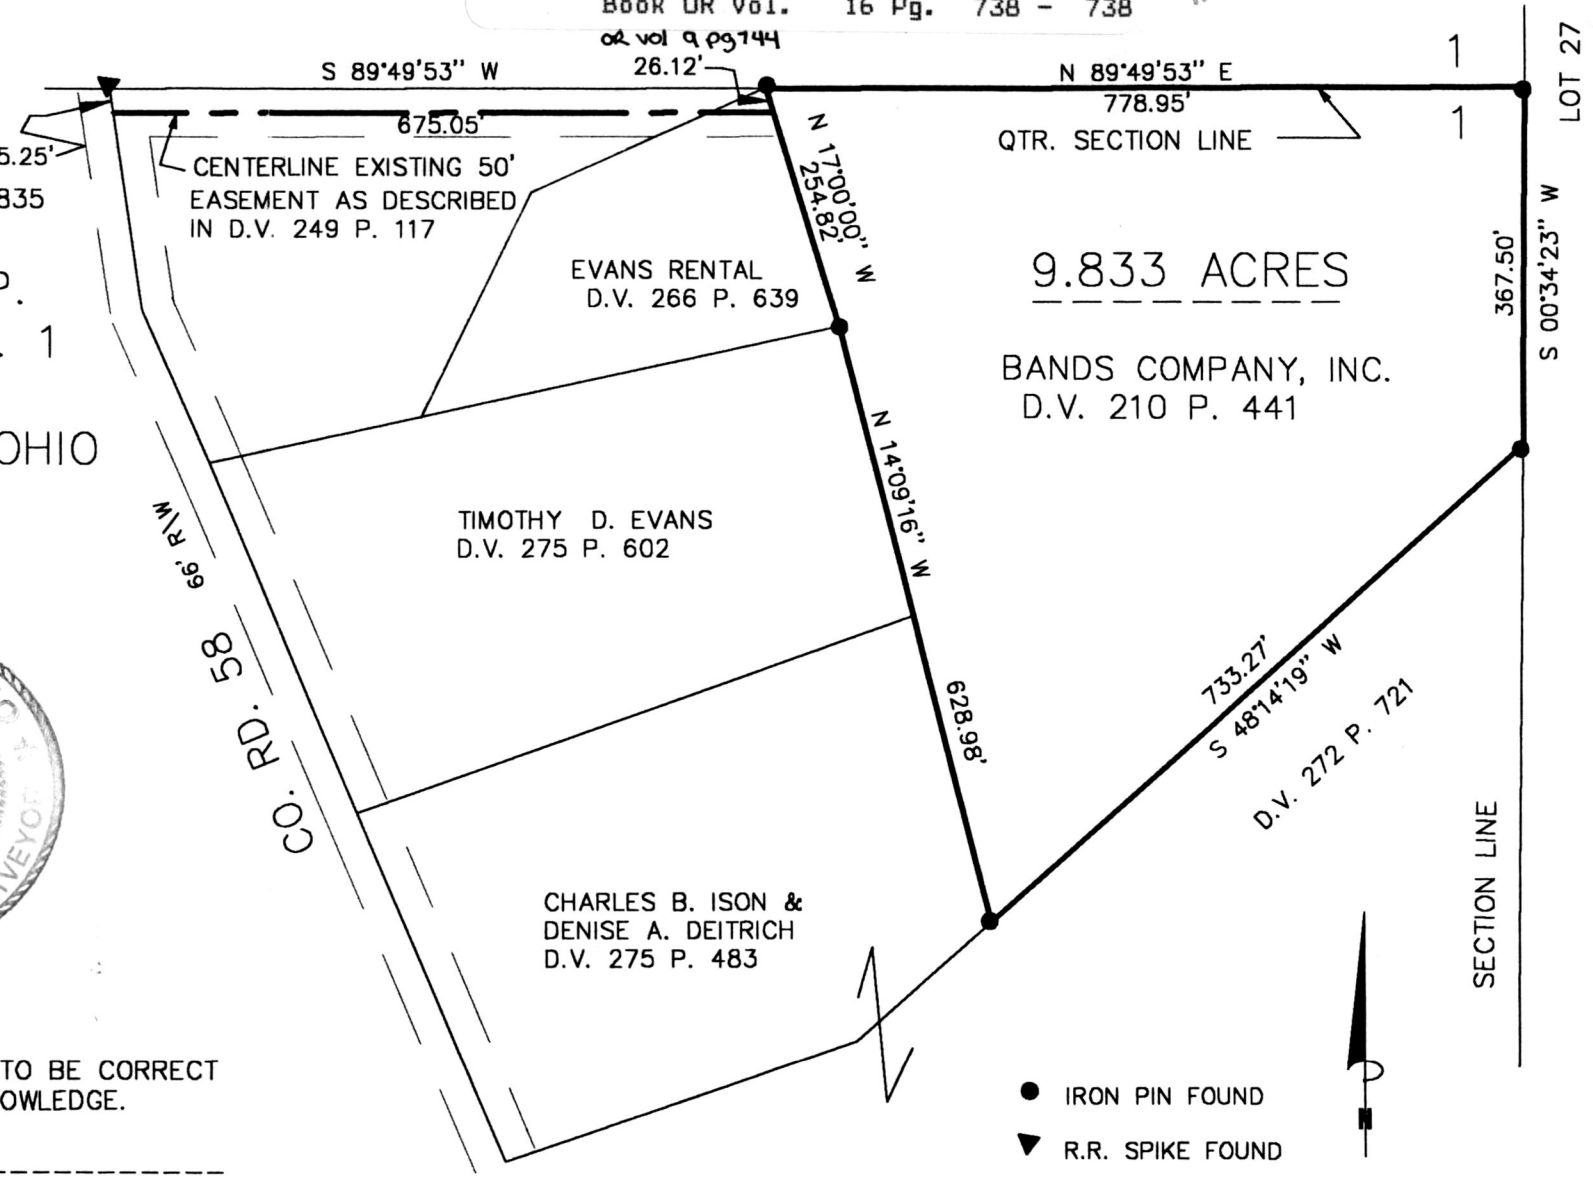 Book OR Vol. 16 Pg. 738 - 738
or vol 9 pg 744
26.12'
S 89°49'53" W
675.05'
N 89°49'53" E
778.95'
1
1
LOT 27
QTR. SECTION LINE
5.25'
835
CENTERLINE EXISTING 50'
EASEMENT AS DESCRIBED
IN D.V. 249 P. 117
N 17°00'00" W
254.82'
367.50'
S 00°34'23" W
EVANS RENTAL
D.V. 266 P. 639
9.833 ACRES
P.
. 1
BANDS COMPANY, INC.
D.V. 210 P. 441
OHIO
N 14°09'16" W
628.98'
TIMOTHY D. EVANS
D.V. 275 P. 602
66' R\W
CO. RD. 58
733.27'
S 48°14'19" W
D.V. 272 P. 721
SECTION LINE
CHARLES B. ISON &
DENISE A. DEITRICH
D.V. 275 P. 483
TO BE CORRECT
OWLEDGE.
IRON PIN FOUND
R.R. SPIKE FOUND
N